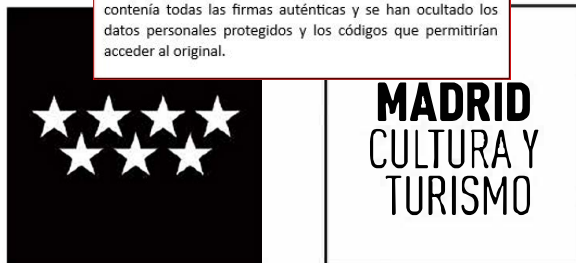 contenía todas las firmas auténticas y se han ocultado los
datos personales protegidos y los códigos que permitirían
acceder al original.
MADRID
CULTURA Y
TURISMO